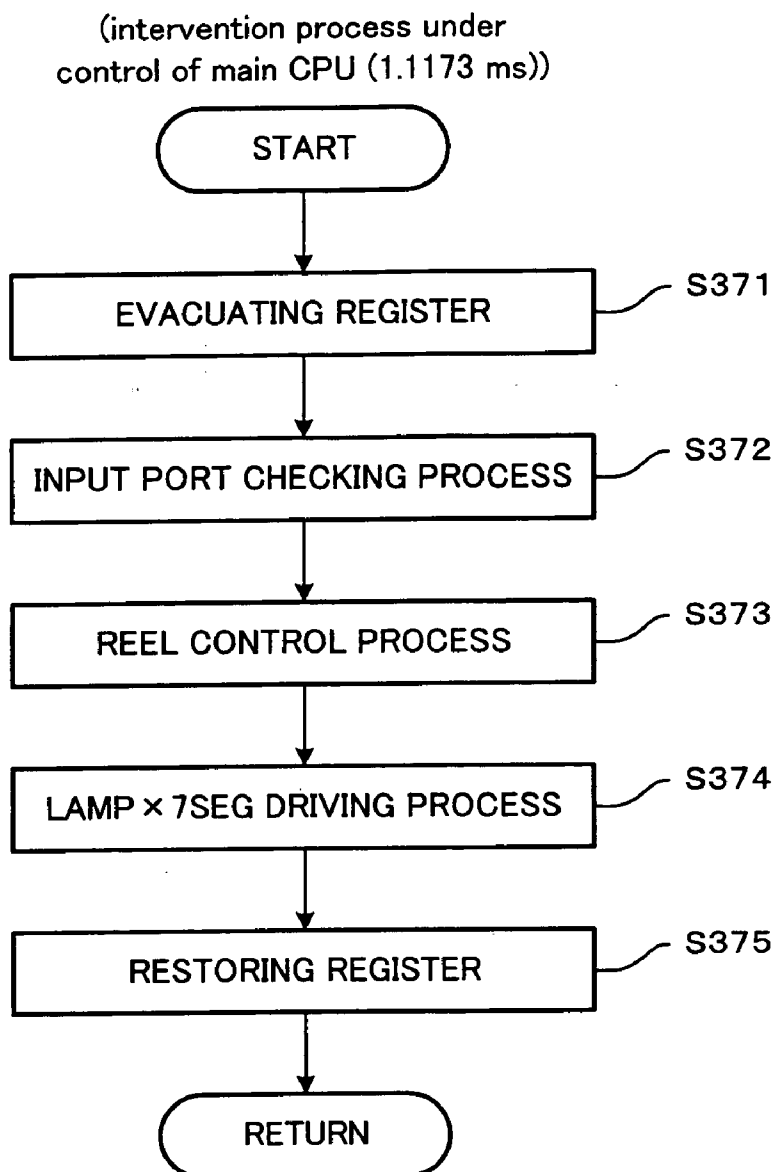 (intervention process under
control of main CPU (1.1173 ms))
START
EVACUATING REGISTER
S371
INPUT PORT CHECKING PROCESS
S372
REEL CONTROL PROCESS
S373
LAMP × 7SEG DRIVING PROCESS
S374
RESTORING REGISTER
S375
RETURN